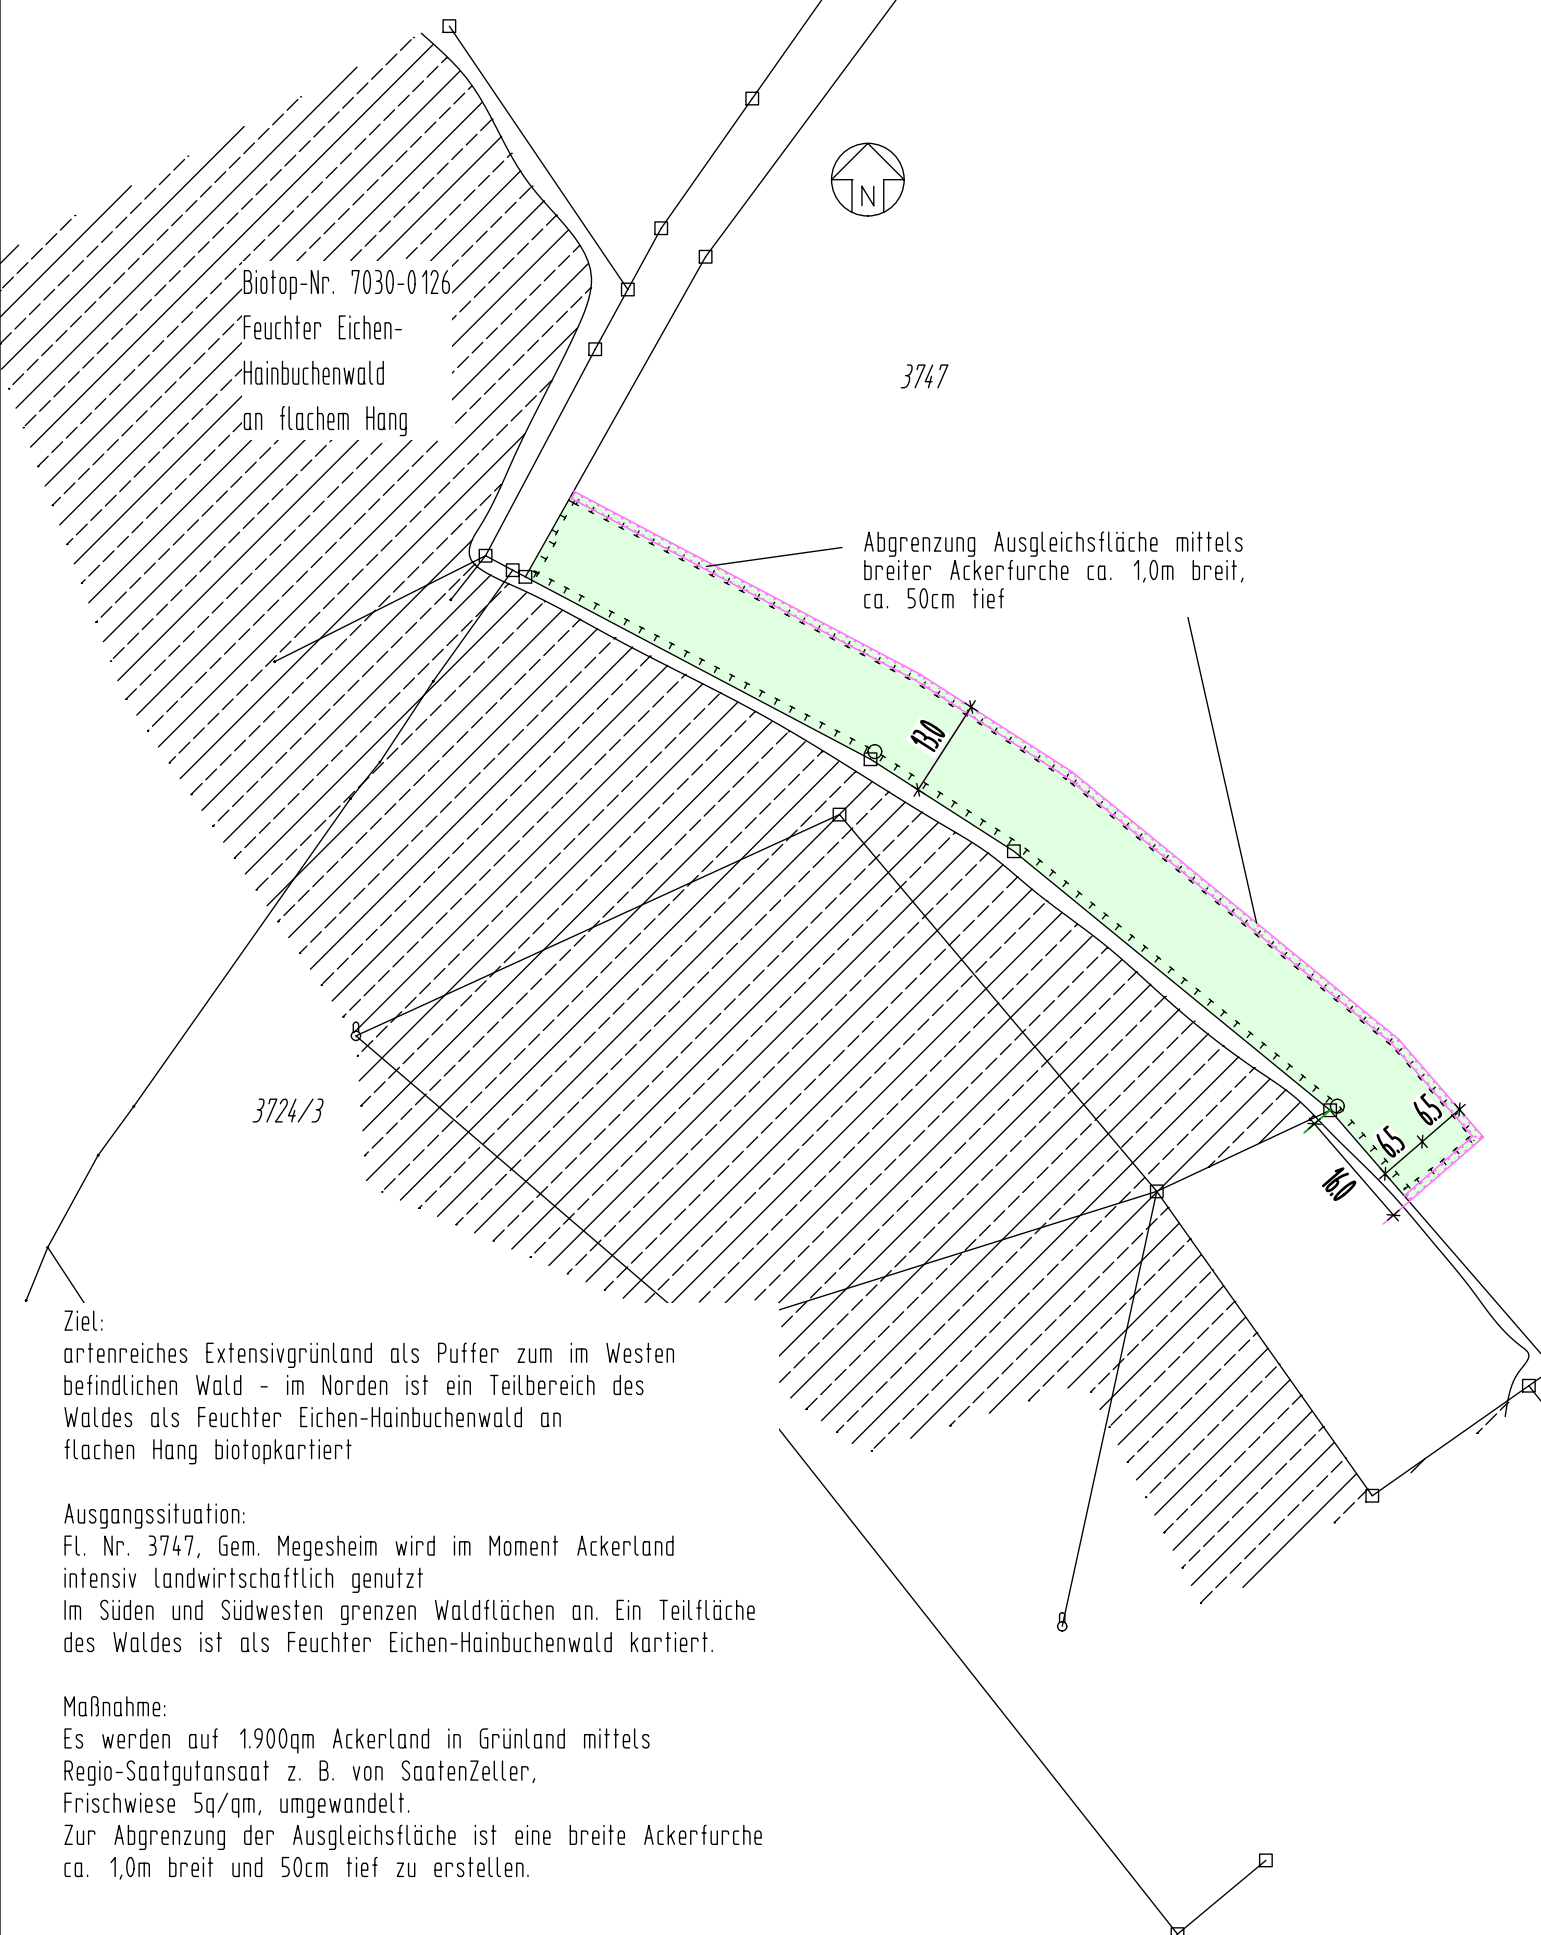 N
Biotop-Nr. 7030-0126
Feuchter Eichen-
Hainbuchenwald
an flachem Hang
3747
Abgrenzung Ausgleichsfläche mittels
breiter Ackerfurche ca. 1,0m breit,
ca. 50cm tief
13.0
6.5
6.5
16.0
3724/3
Ziel:
artenreiches Extensivgrünland als Puffer zum im Westen
befindlichen Wald - im Norden ist ein Teilbereich des
Waldes als Feuchter Eichen-Hainbuchenwald an
flachen Hang biotopkartiert
Ausgangssituation:
Fl. Nr. 3747, Gem. Megesheim wird im Moment Ackerland
intensiv landwirtschaftlich genutzt
Im Süden und Südwesten grenzen Waldflächen an. Ein Teilfläche
des Waldes ist als Feuchter Eichen-Hainbuchenwald kartiert.
Maßnahme:
Es werden auf 1.900qm Ackerland in Grünland mittels
Regio-Saatgutansaat z. B. von SaatenZeller,
Frischwiese 5g/qm, umgewandelt.
Zur Abgrenzung der Ausgleichsfläche ist eine breite Ackerfurche
ca. 1,0m breit und 50cm tief zu erstellen.